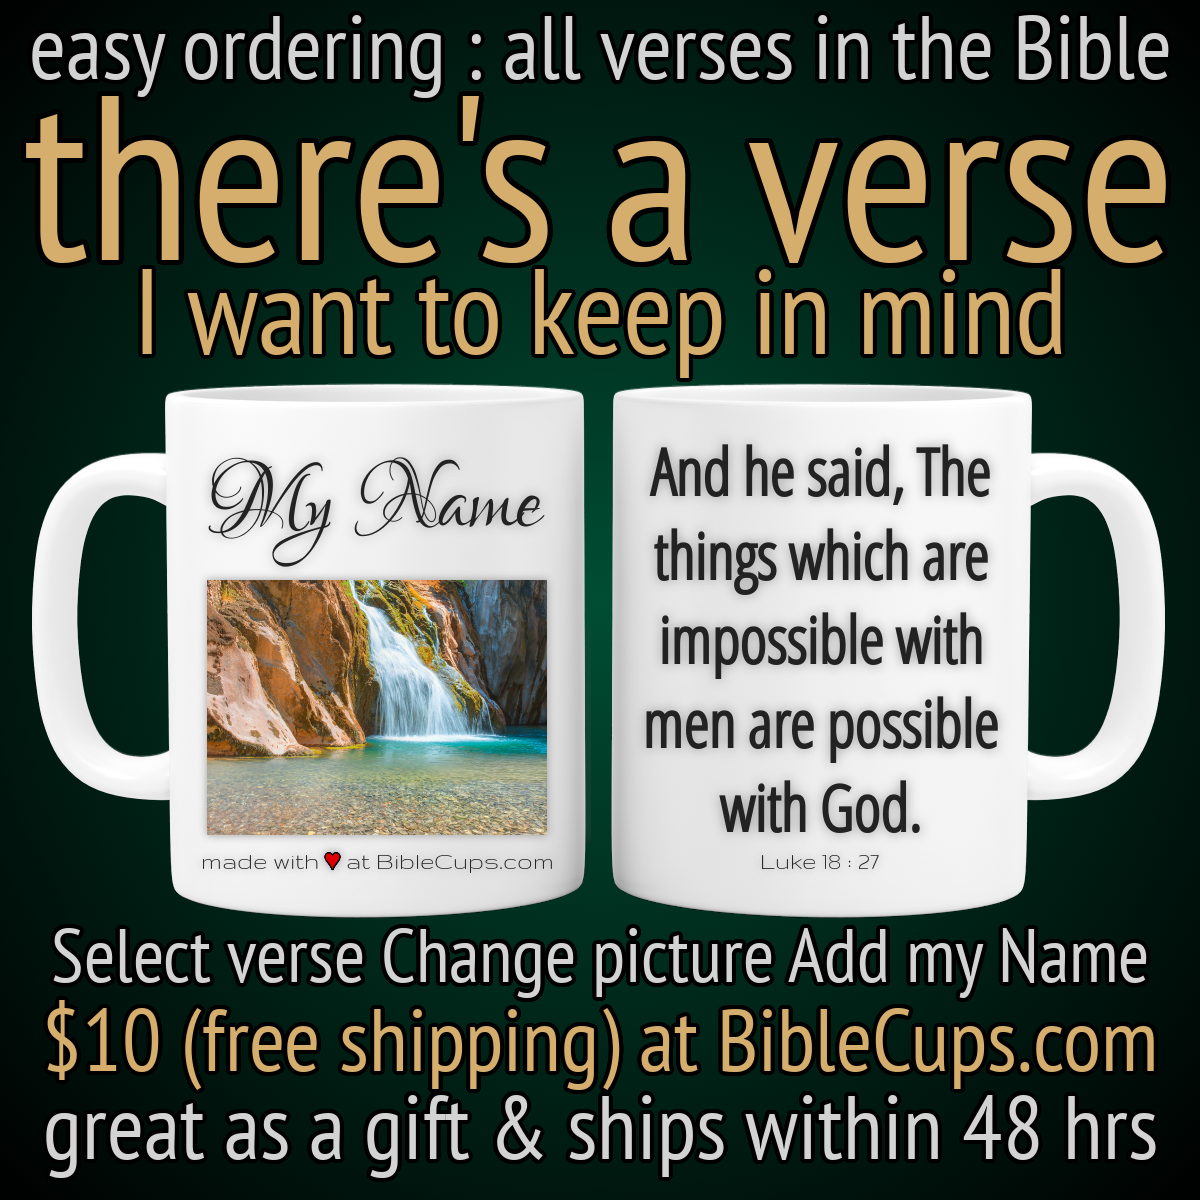 easy ordering : all verses in the Bible
there's a verse
I want to keep in mind
My Name
made with ♥ at BibleCups.com
And he said, The
things which are
impossible with
men are possible
with God.
Luke 18 : 27
Select verse Change picture Add my Name
$10 (free shipping) at BibleCups.com
great as a gift & ships within 48 hrs